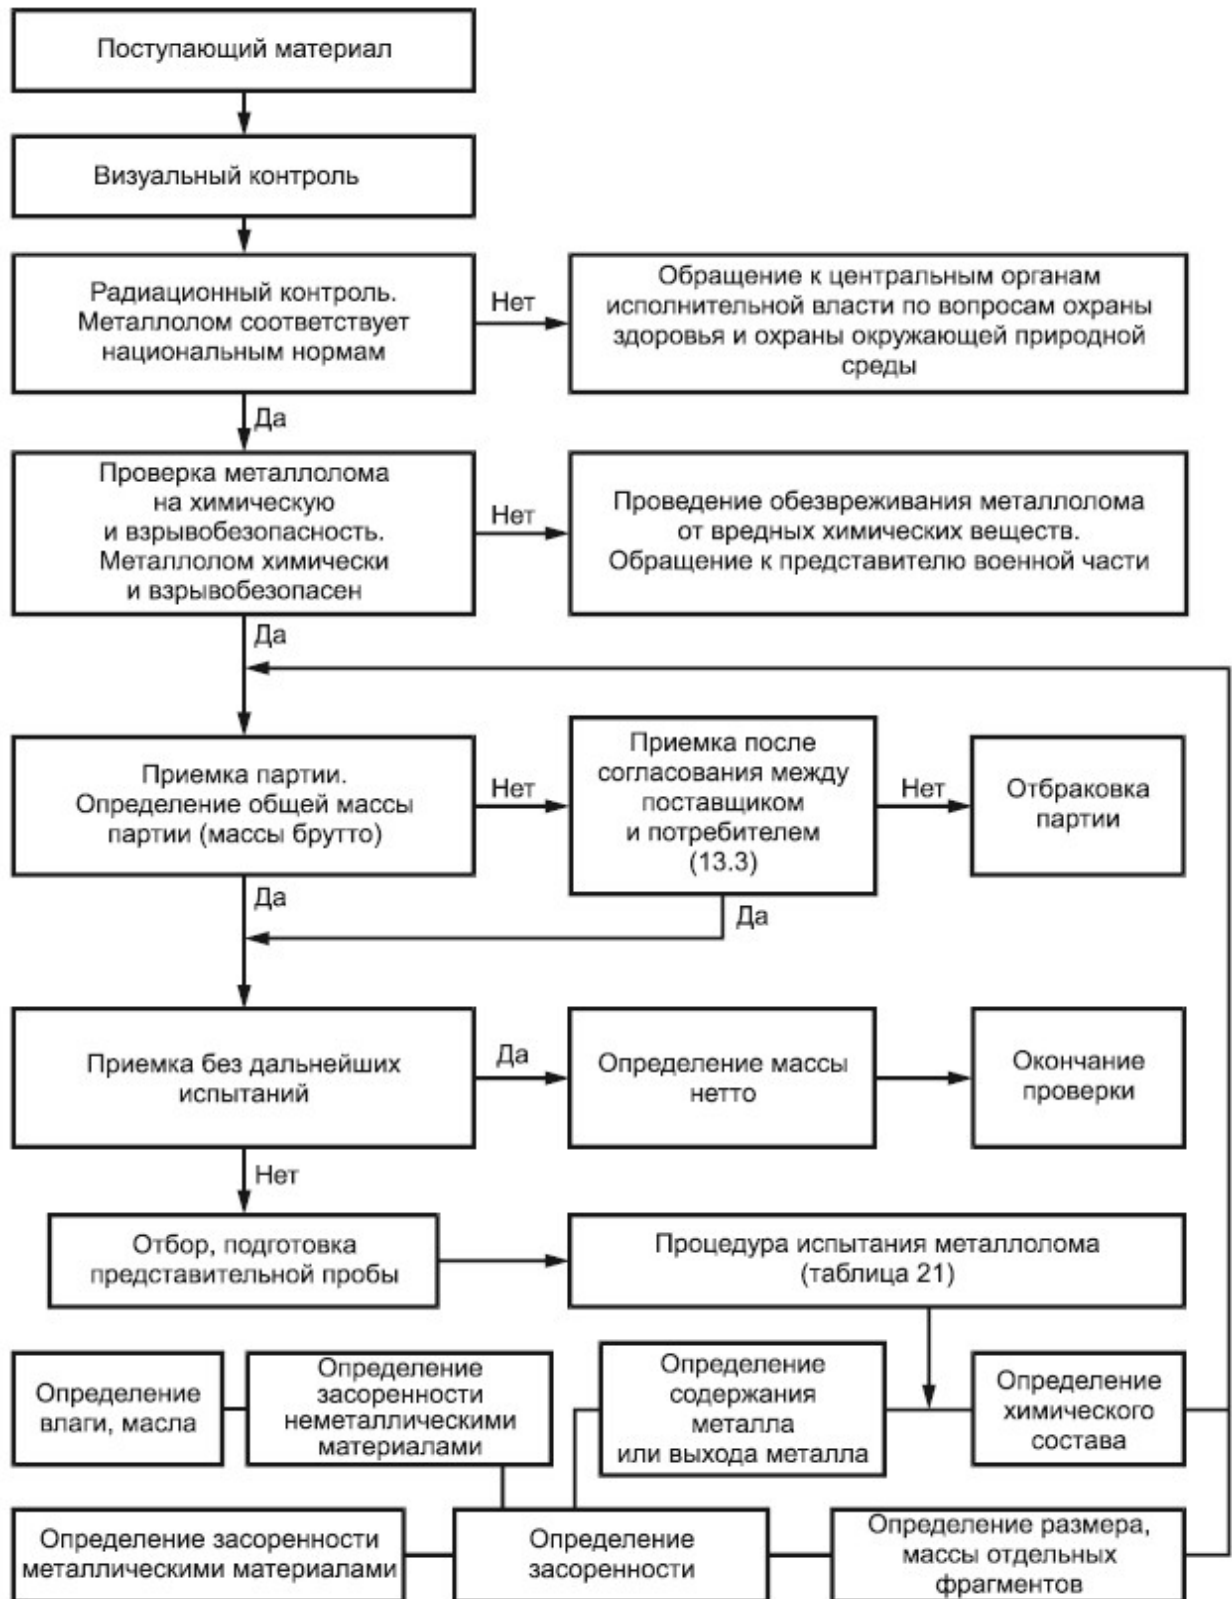 Поступающий материал
Визуальный контроль
Радиационный контроль.
Металлолом соответствует
национальным нормам
Нет
Обращение к центральным органам
исполнительной власти по вопросам охраны
здоровья и охраны окружающей природной
среды
Да
Проверка металлолома
на химическую
и взрывобезопасность.
Металлолом химически
и взрывобезопасен
Нет
Проведение обезвреживания металлолома
от вредных химических веществ.
Обращение к представителю военной части
Да
Приемка партии.
Определение общей массы
партии (массы брутто)
Нет
Приемка после
согласования между
поставщиком
и потребителем
(13.3)
Нет
Отбраковка
партии
Да
Да
Приемка без дальнейших
испытаний
Да
Определение массы
нетто
Окончание
проверки
Нет
Отбор, подготовка
представительной пробы
Процедура испытания металлолома
(таблица 21)
Определение
влаги, масла
Определение
засоренности
неметаллическими
материалами
Определение
содержания
металла
или выхода металла
Определение
химического
состава
Определение засоренности
металлическими материалами
Определение
засоренности
Определение размера,
массы отдельных
фрагментов